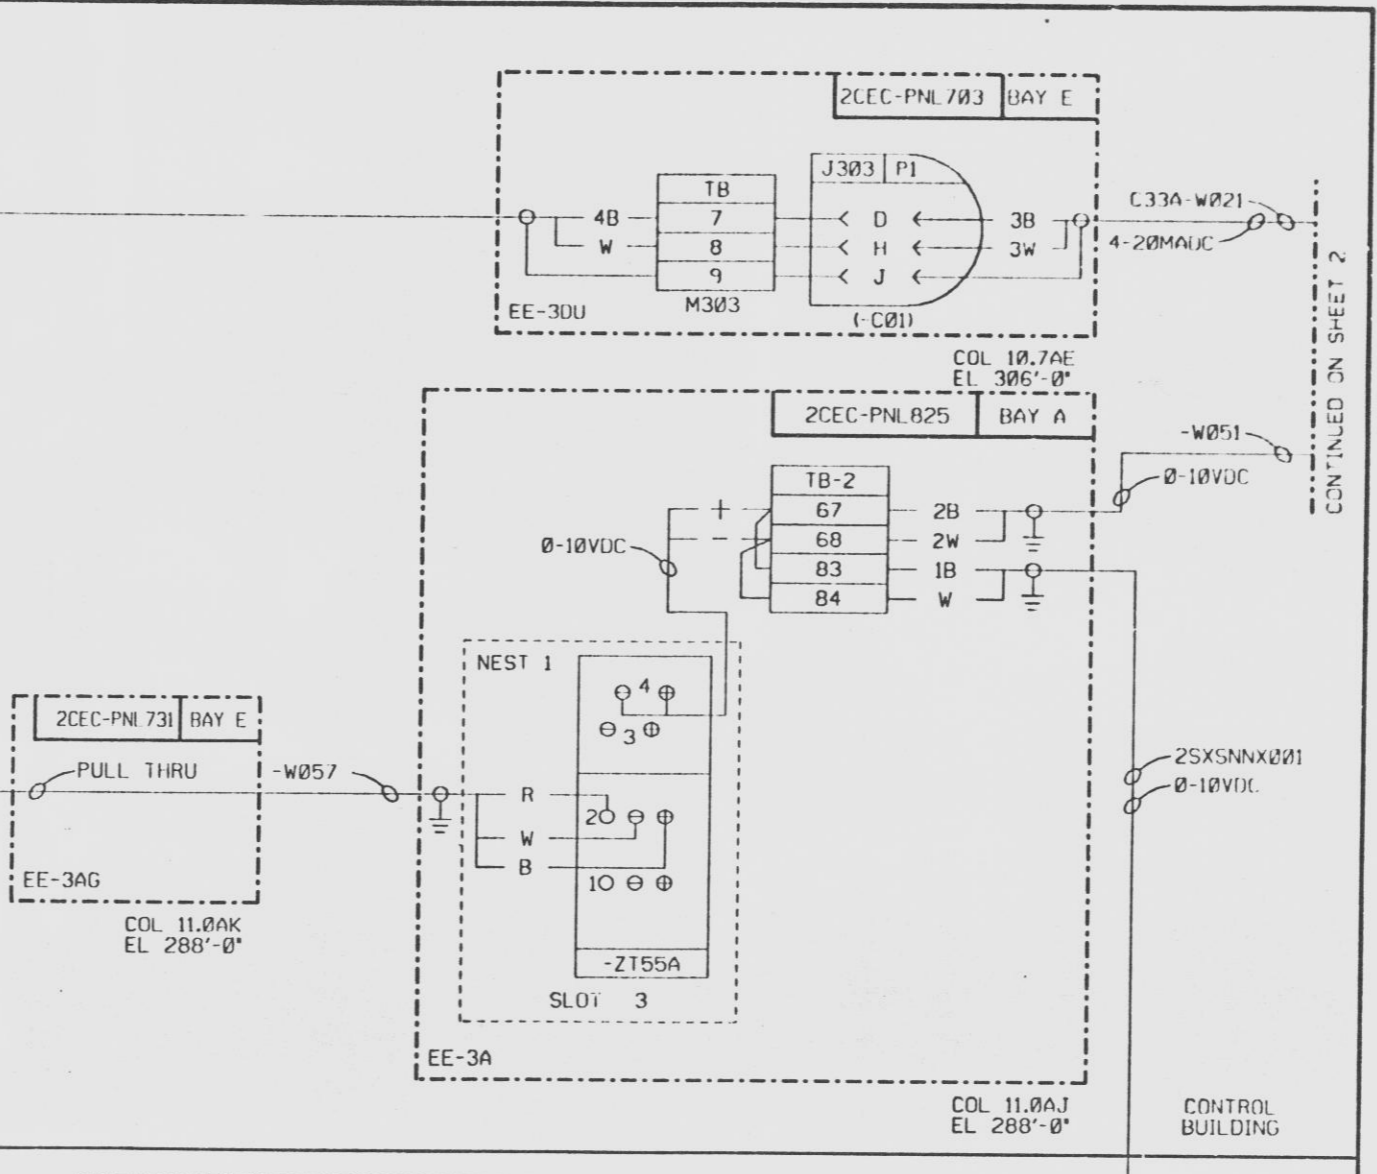 2CEC-PNL703 BAY E
J303 P1
TB
4B 7 D 3B
W 8 H 3W
9 J
EE-3DU
M303
(-C01)
C33A-W021
4-20MADC
COL 10.7AE
EL 306'-0"
CONTINUED ON SHEET 2
2CEC-PNL825 BAY A
-W051
0-10VDC
TB-2
+ 67 2B
- 68 2W
83 1B
84 W
0-10VDC
NEST 1
4
3
2CEC-PNL731 BAY E
PULL THRU
-W057
R
2
W
B
1
EE-3AG
COL 11.0AK
EL 288'-0"
-ZT55A
SLOT 3
EE-3A
2SXSNNX001
0-10VDC
COL 11.0AJ
EL 288'-0"
CONTROL
BUILDING